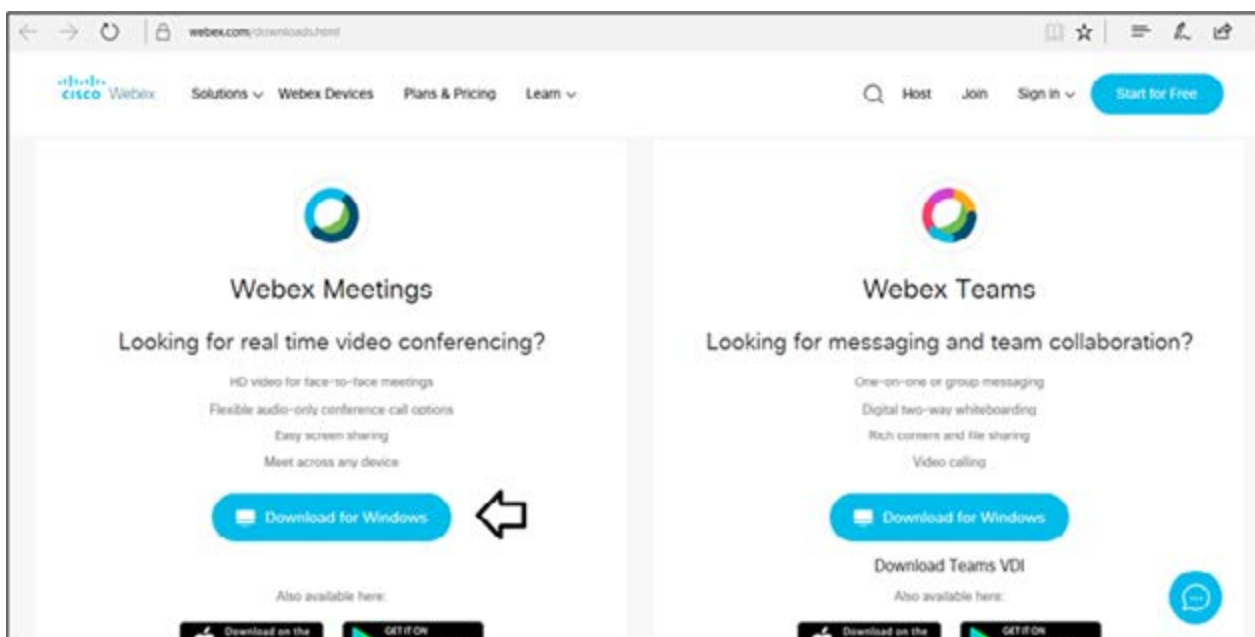 webex.com/downloads.html
CISCO Webex Solutions Webex Devices Plans & Pricing Learn Host Join Sign in Start for Free
Webex Meetings
Looking for real time video conferencing?
HD video for face-to-face meetings
Flexible audio-only conference call options
Easy screen sharing
Meet across any device
Download for Windows
Also available here:
Download on the
GET IT ON
Webex Teams
Looking for messaging and team collaboration?
One-on-one or group messaging
Digital two-way whiteboarding
Rich content and file sharing
Video calling
Download for Windows
Download Teams VDI
Also available here:
Download on the
GET IT ON